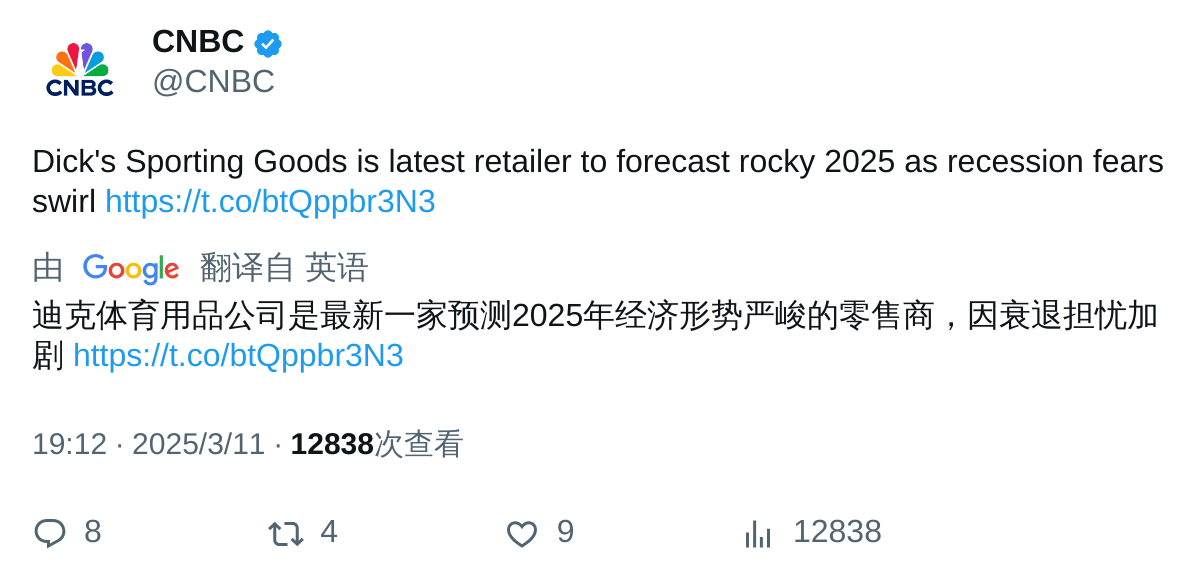 CNBC
CNBC
@CNBC
Dick's Sporting Goods is latest retailer to forecast rocky 2025 as recession fears
swirl https://t.co/btQppbr3N3
由 Google 翻译自 英语
迪克体育用品公司是最新一家预测2025年经济形势严峻的零售商，因衰退担忧加
剧 https://t.co/btQppbr3N3
19:12 · 2025/3/11 · 12838次查看
8 4 9 12838